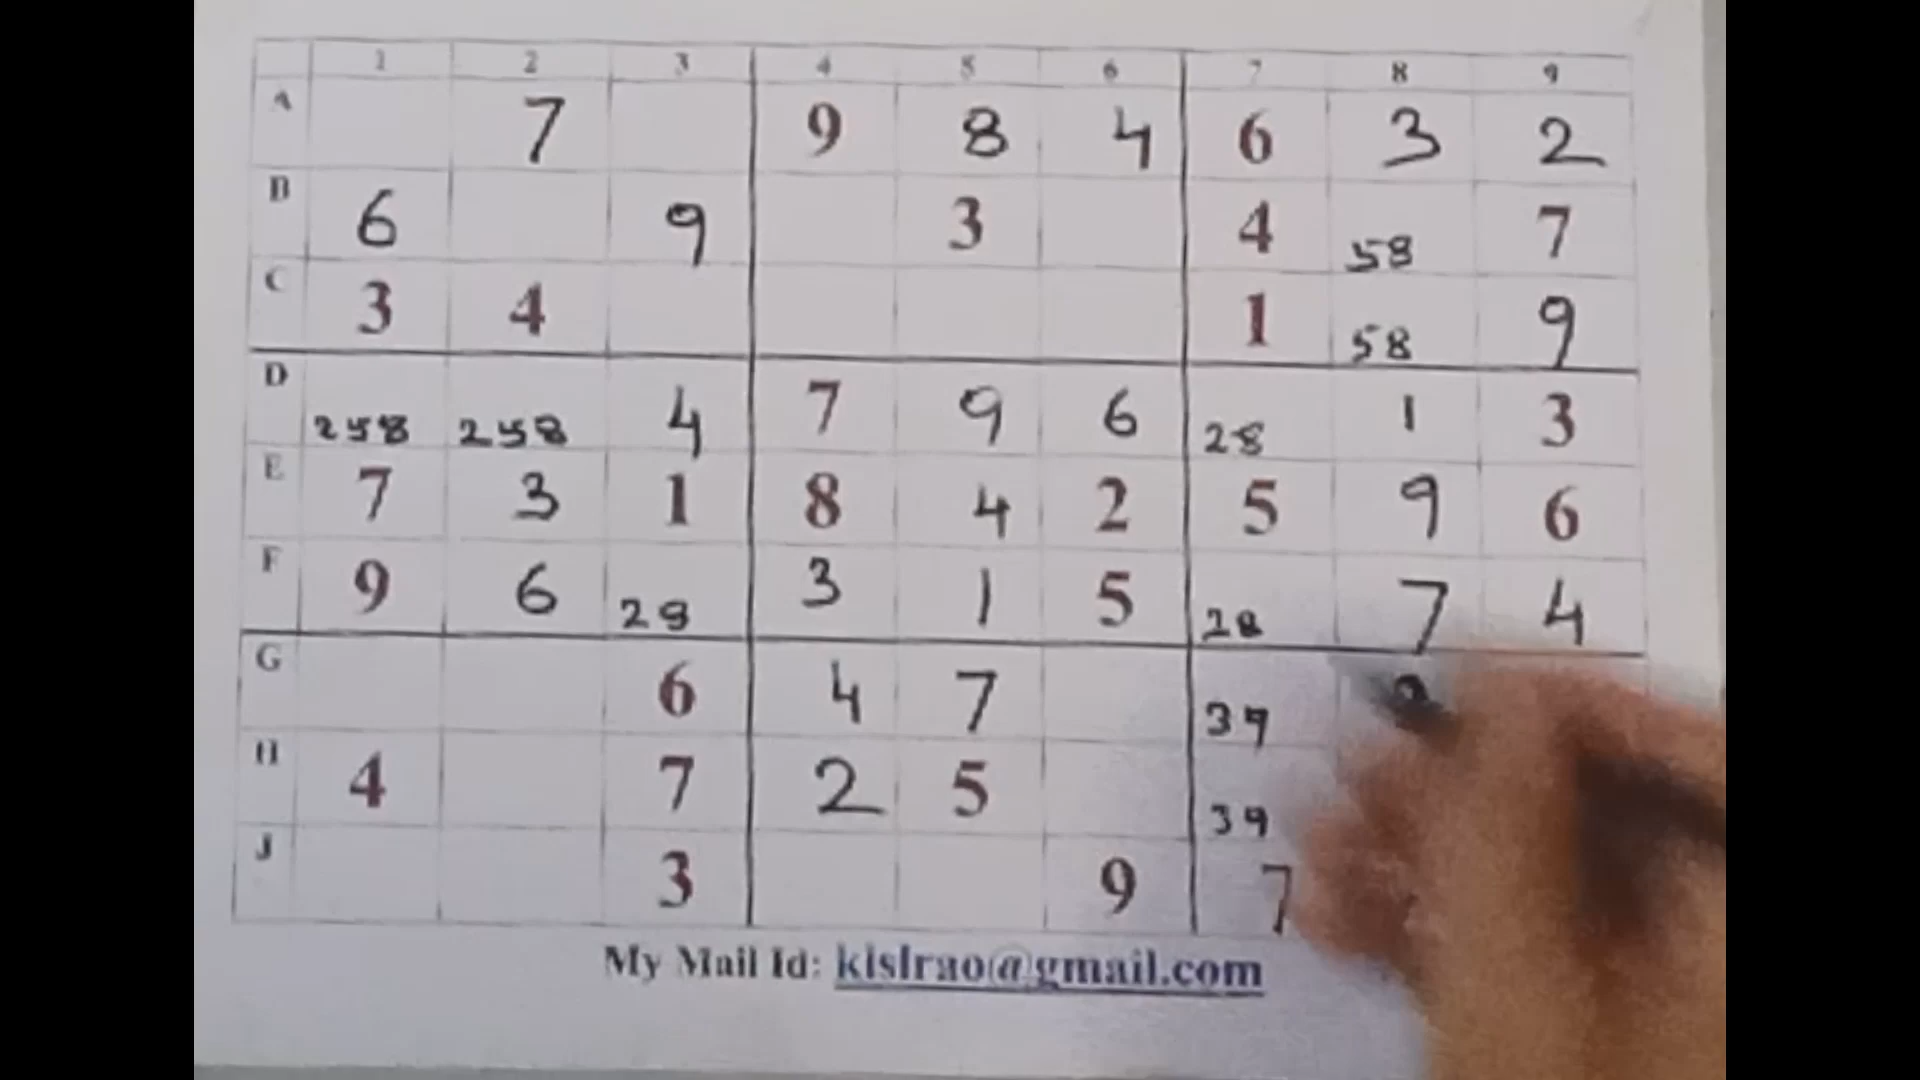 1 2 3 4 5 6 7 8 9
A 7 9 8 4 6 3 2
B 6 9 3 4 58 7
C 3 4 1 58 9
D 258 258 4 7 9 6 28 1 3
E 7 3 1 8 4 2 5 9 6
F 9 6 28 3 1 5 28 7 4
G 6 4 7 39
H 4 7 2 5 39
J 3 9 7
My Mail Id: kislrao@gmail.com